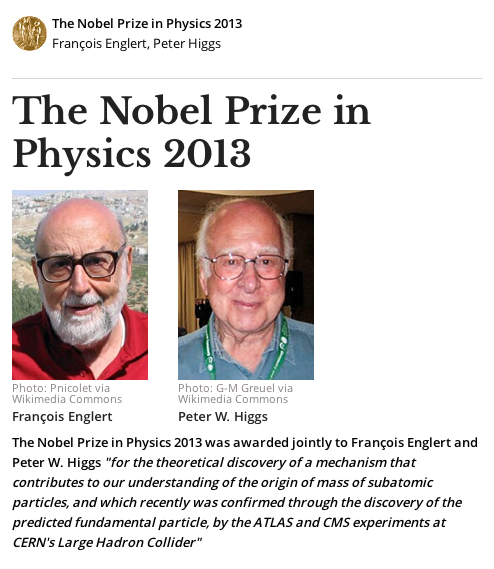 The Nobel Prize in Physics 2013
François Englert, Peter Higgs
The Nobel Prize in
Physics 2013
Photo: Pnicolet via
Wikimedia Commons
François Englert
Photo: G-M Greuel via
Wikimedia Commons
Peter W. Higgs
The Nobel Prize in Physics 2013 was awarded jointly to François Englert and
Peter W. Higgs "for the theoretical discovery of a mechanism that
contributes to our understanding of the origin of mass of subatomic
particles, and which recently was confirmed through the discovery of the
predicted fundamental particle, by the ATLAS and CMS experiments at
CERN's Large Hadron Collider"